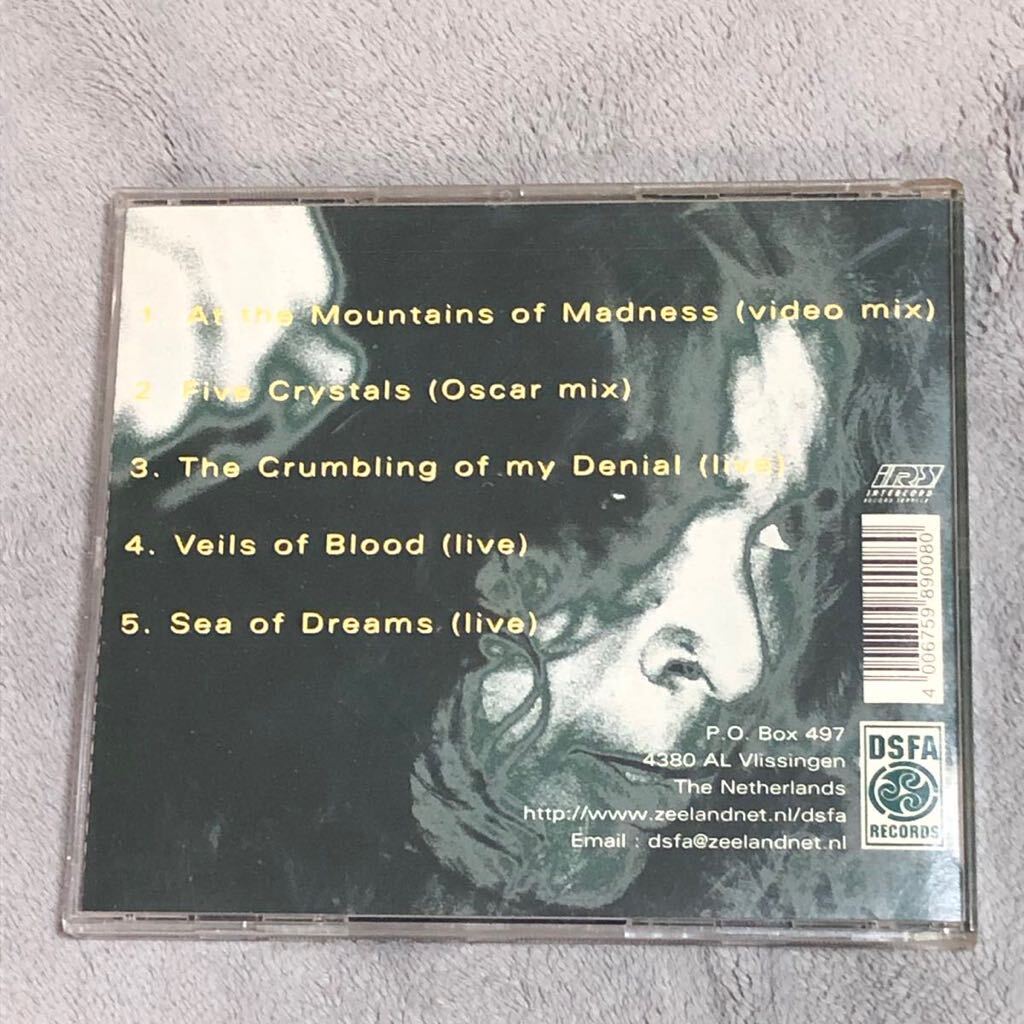 1. At the Mountains of Madness (video mix)
2. Five Crystals (Oscar mix)
3. The Crumbling of my Denial (live)
4. Veils of Blood (live)
5. Sea of Dreams (live)
IRS
INTERCORD
RECORD SERVICE
4 006759 890080
P.O. Box 497
4380 AL Vlissingen
The Netherlands
http://www.zeelandnet.nl/dsfa
Email : dsfa@zeelandnet.nl
DSFA
RECORDS